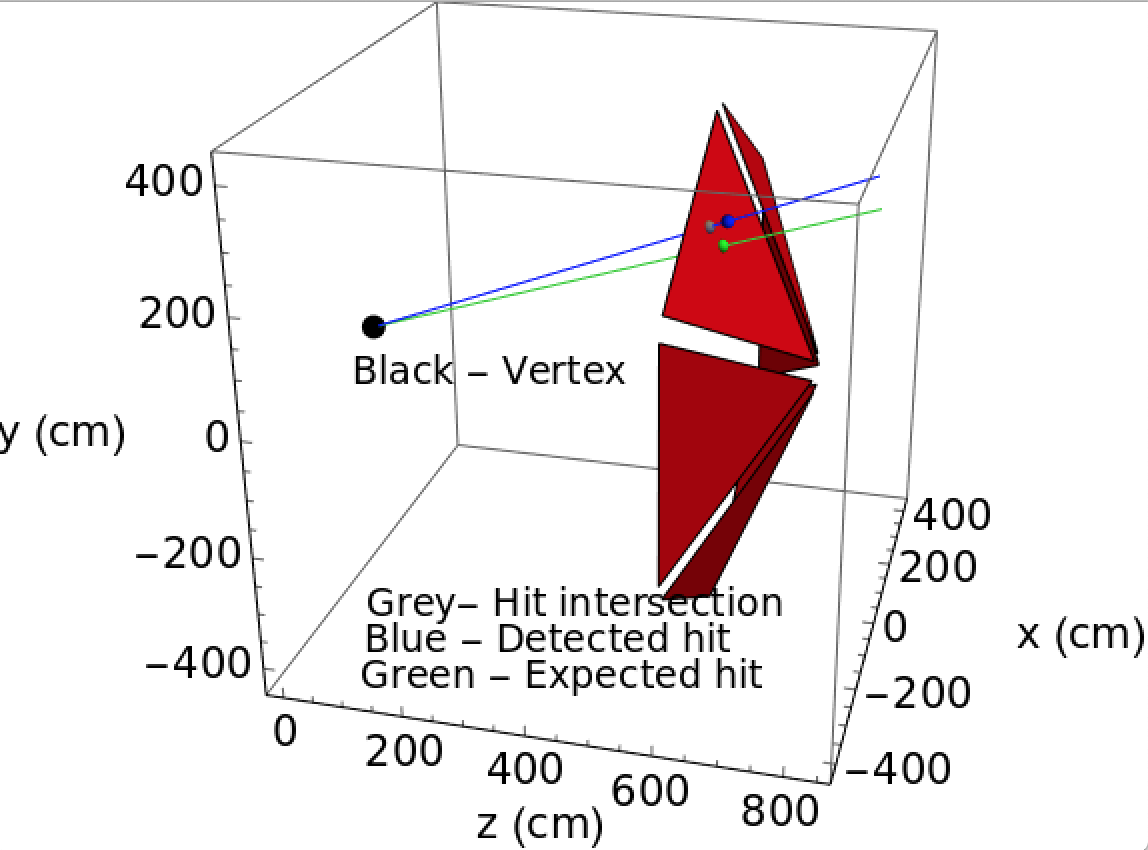 400
200
Black – Vertex
y (cm)
0
−200
−400
Grey– Hit intersection
Blue – Detected hit
Green – Expected hit
400
200
0
x (cm)
−200
−400
0
200
400
600
800
z (cm)